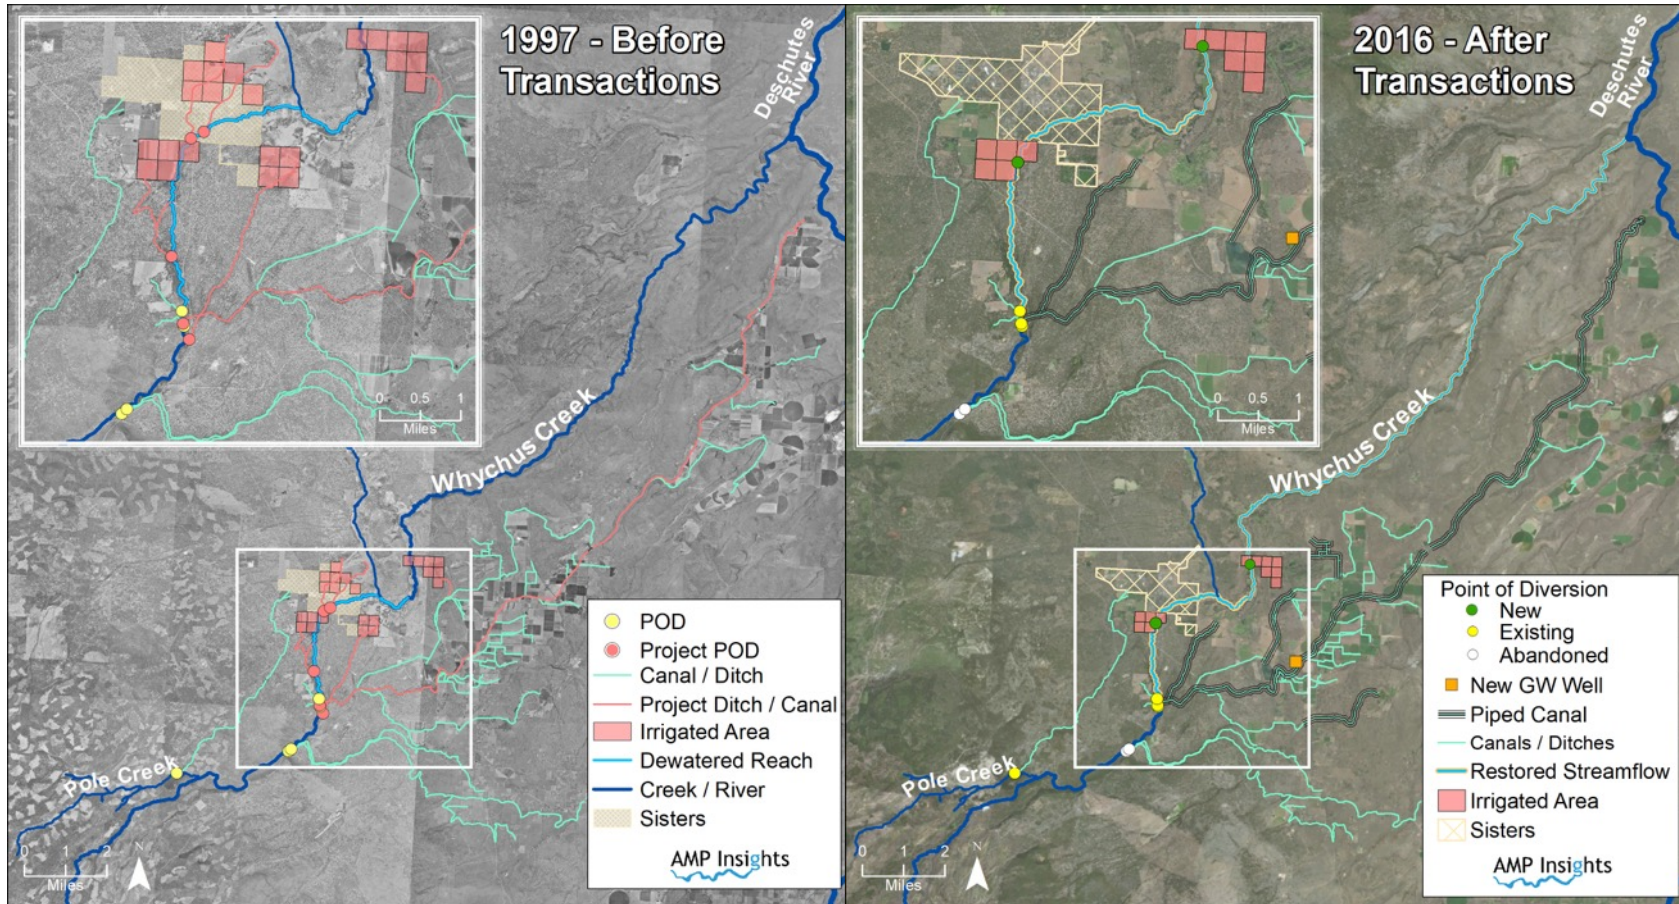 1997 - Before
Transactions
Deschutes
River
0 0.5 1
Miles
Whychus Creek
Pole Creek
0 1 2
Miles
N
POD
Project POD
Canal / Ditch
Project Ditch / Canal
Irrigated Area
Dewatered Reach
Creek / River
Sisters
AMP Insights
2016 - After
Transactions
Deschutes
River
0 0.5 1
Miles
Whychus Creek
Pole Creek
0 1 2
Miles
N
Point of Diversion
New
Existing
Abandoned
New GW Well
Piped Canal
Canals / Ditches
Restored Streamflow
Irrigated Area
Sisters
AMP Insights